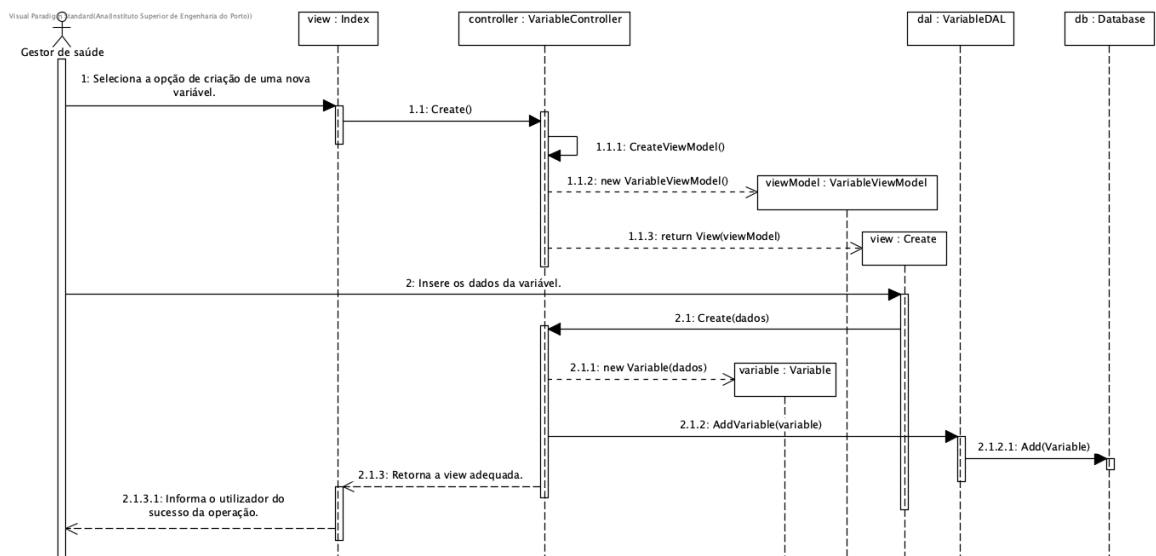 Visual Paradigm Standard(Ana(Instituto Superior de Engenharia do Porto))
view : Index
controller : VariableController
dal : VariableDAL
db : Database
Gestor de saúde
1: Seleciona a opção de criação de uma nova
variável.
1.1: Create()
1.1.1: CreateViewModel()
1.1.2: new VariableViewModel()
viewModel : VariableViewModel
1.1.3: return View(viewModel)
view : Create
2: Insere os dados da variável.
2.1: Create(dados)
2.1.1: new Variable(dados)
variable : Variable
2.1.2: AddVariable(variable)
2.1.2.1: Add(Variable)
2.1.3: Retorna a view adequada.
2.1.3.1: Informa o utilizador do
sucesso da operação.